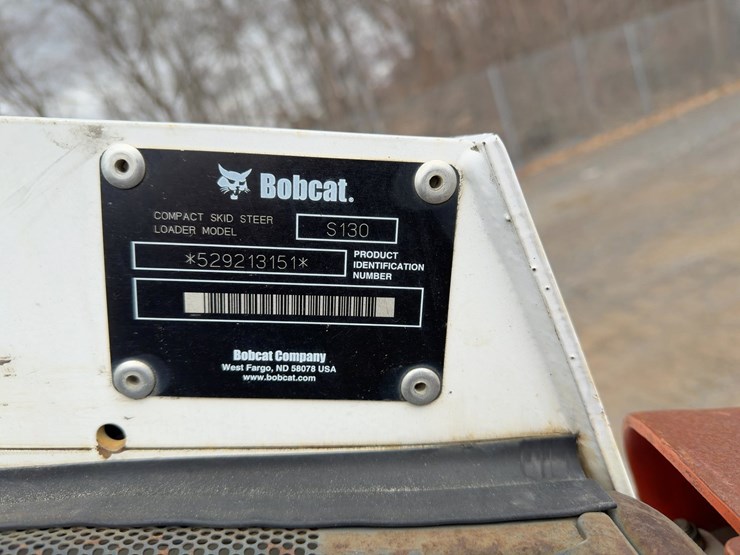 Bobcat.
COMPACT SKID STEER
LOADER MODEL
S130
*529213151*
PRODUCT
IDENTIFICATION
NUMBER
Bobcat Company
West Fargo, ND 58078 USA
www.bobcat.com